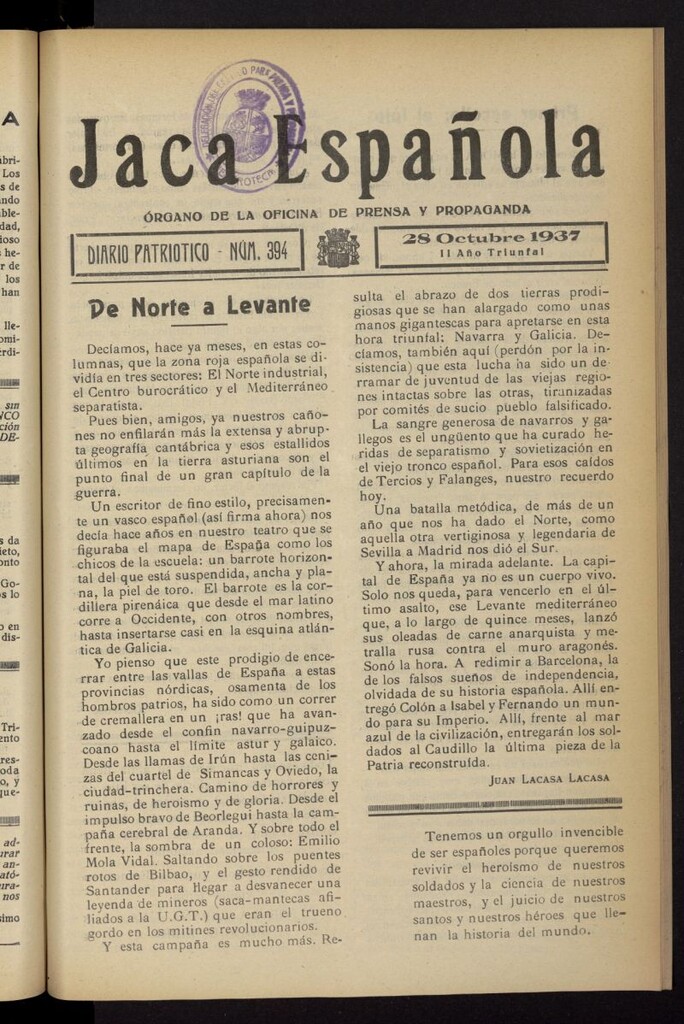 Jaca Española
ÓRGANO DE LA OFICINA DE PRENSA Y PROPAGANDA
DIARIO PATRIOTICO - NÚM. 394
28 Octubre 1937
II Año Triunfal
De Norte a Levante
Decíamos, hace ya meses, en estas co-
lumnas, que la zona roja española se di-
vidía en tres sectores: El Norte industrial,
el Centro burocrático y el Mediterráneo
separatista.
Pues bien, amigos, ya nuestros caño-
nes no enfilarán más la extensa y abrup-
ta geografía cantábrica y esos estallidos
últimos en la tierra asturiana son el
punto final de un gran capítulo de la
guerra.
Un escritor de fino estilo, precisamen-
te un vasco español (así firma ahora) nos
decía hace años en nuestro teatro que se
figuraba el mapa de España como los
chicos de la escuela: un barrote horizon-
tal del que está suspendida, ancha y pla-
na, la piel de toro. El barrote es la cor-
dillera pirenáica que desde el mar latino
corre a Occidente, con otros nombres,
hasta insertarse casi en la esquina atlán-
tica de Galicia.
Yo pienso que este prodigio de ence-
rrar entre las vallas de España a estas
provincias nórdicas, osamenta de los
hombros patrios, ha sido como un correr
de cremallera en un ¡ras! que ha avan-
zado desde el confin navarro-guipuz-
coano hasta el límite astur y galaico.
Desde las llamas de Irún hasta las ceni-
zas del cuartel de Simancas y Oviedo, la
ciudad-trinchera. Camino de horrores y
ruinas, de heroismo y de gloria. Desde el
impulso bravo de Beorlegui hasta la cam-
paña cerebral de Aranda. Y sobre todo el
frente, la sombra de un coloso: Emilio
Mola Vidal. Saltando sobre los puentes
rotos de Bilbao, y el gesto rendido de
Santander para llegar a desvanecer una
leyenda de mineros (saca-mantecas afi-
liados a la U.G.T.) que eran el trueno
gordo en los mitines revolucionarios.
Y esta campaña es mucho más. Re-
sulta el abrazo de dos tierras prodi-
giosas que se han alargado como unas
manos gigantescas para apretarse en esta
hora triunfal; Navarra y Galicia. De-
cíamos, también aquí (perdón por la in-
sistencia) que esta lucha ha sido un de-
rramar de juventud de las viejas regio-
nes intactas sobre las otras, tiranizadas
por comités de sucio pueblo falsificado.
La sangre generosa de navarros y ga-
llegos es el ungüento que ha curado he-
ridas de separatismo y sovietización en
el viejo tronco español. Para esos caídos
de Tercios y Falanges, nuestro recuerdo
hoy.
Una batalla metódica, de más de un
año que nos ha dado el Norte, como
aquella otra vertiginosa y legendaria de
Sevilla a Madrid nos dió el Sur.
Y ahora, la mirada adelante. La capi-
tal de España ya no es un cuerpo vivo.
Solo nos queda, para vencerlo en el úl-
timo asalto, ese Levante mediterráneo
que, a lo largo de quince meses, lanzó
sus oleadas de carne anarquista y me-
tralla rusa contra el muro aragonés.
Sonó la hora. A redimir a Barcelona, la
de los falsos sueños de independencia,
olvidada de su historia española. Allí en-
tregó Colón a Isabel y Fernando un mun-
do para su Imperio. Allí, frente al mar
azul de la civilización, entregarán los sol-
dados al Caudillo la última pieza de la
Patria reconstruída.
JUAN LACASA LACASA
Tenemos un orgullo invencible
de ser españoles porque queremos
revivir el heroísmo de nuestros
soldados y la ciencia de nuestros
maestros, y el juicio de nuestros
santos y nuestros héroes que lle-
nan la historia del mundo.